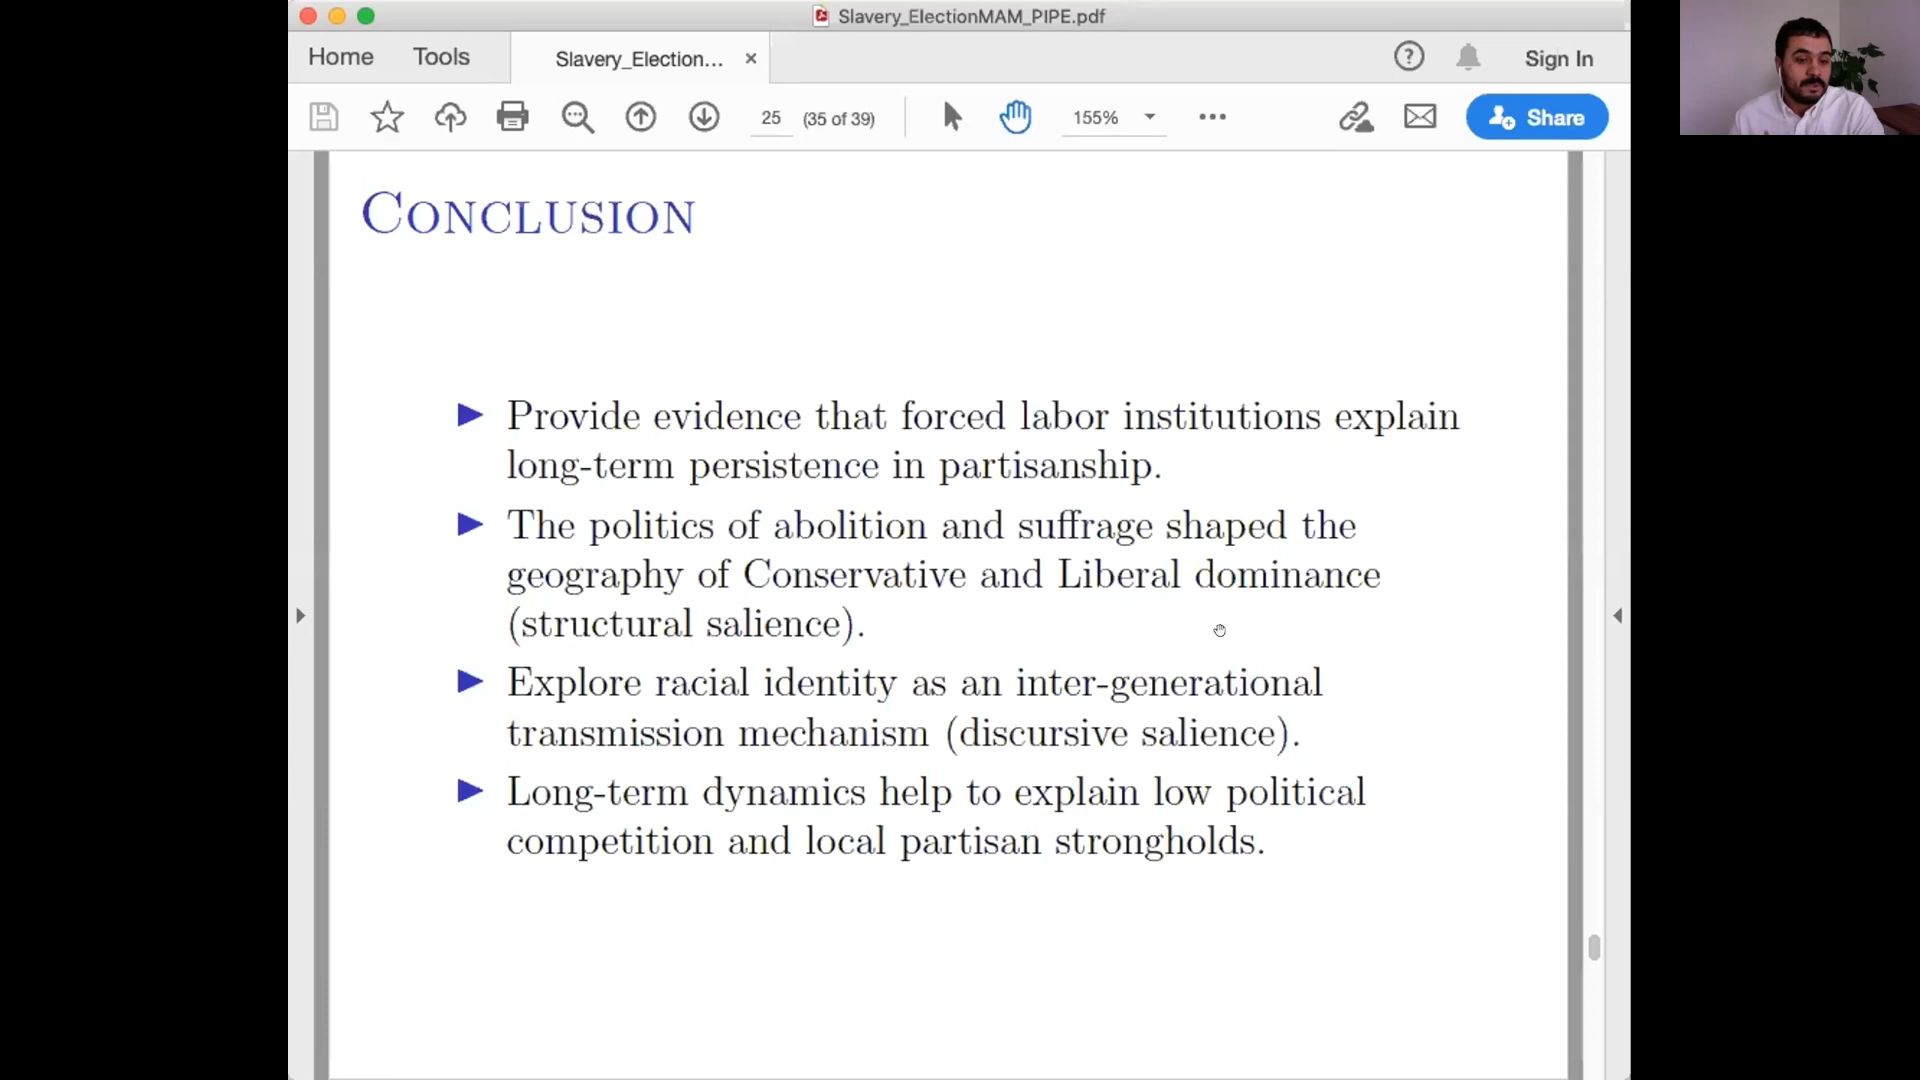 Slavery_ElectionMAM_PIPE.pdf
Home Tools Slavery_Election... × Sign In
25 (35 of 39) 155% Share
CONCLUSION
Provide evidence that forced labor institutions explain
long-term persistence in partisanship.
The politics of abolition and suffrage shaped the
geography of Conservative and Liberal dominance
(structural salience).
Explore racial identity as an inter-generational
transmission mechanism (discursive salience).
Long-term dynamics help to explain low political
competition and local partisan strongholds.